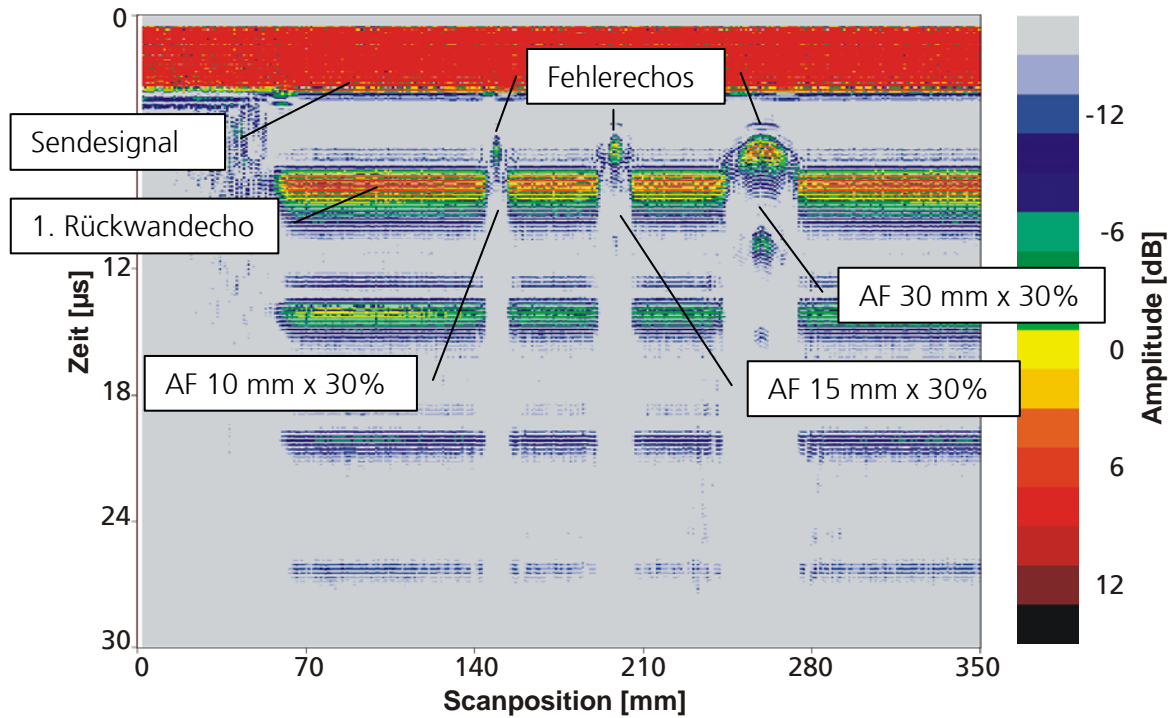 0
Fehlerechos
Sendesignal
1. Rückwandecho
12
AF 30 mm x 30%
18
AF 10 mm x 30%
AF 15 mm x 30%
24
30
Zeit [µs]
0
70
140
210
280
350
Scanposition [mm]
-12
-6
0
6
12
Amplitude [dB]